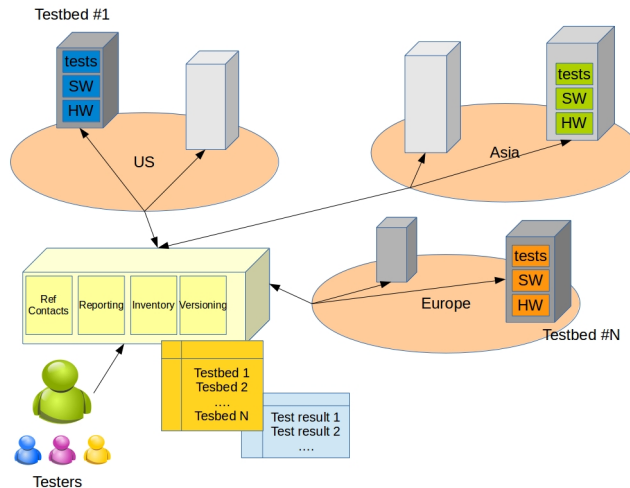 Testbed #1
tests
SW
HW
US
tests
SW
HW
Asia
tests
SW
HW
Europe
Testbed #N
Ref
Contacts
Reporting
Inventory
Versioning
Testbed 1
Tesbed 2
....
Tesbed N
Test result 1
Test result 2
....
Testers